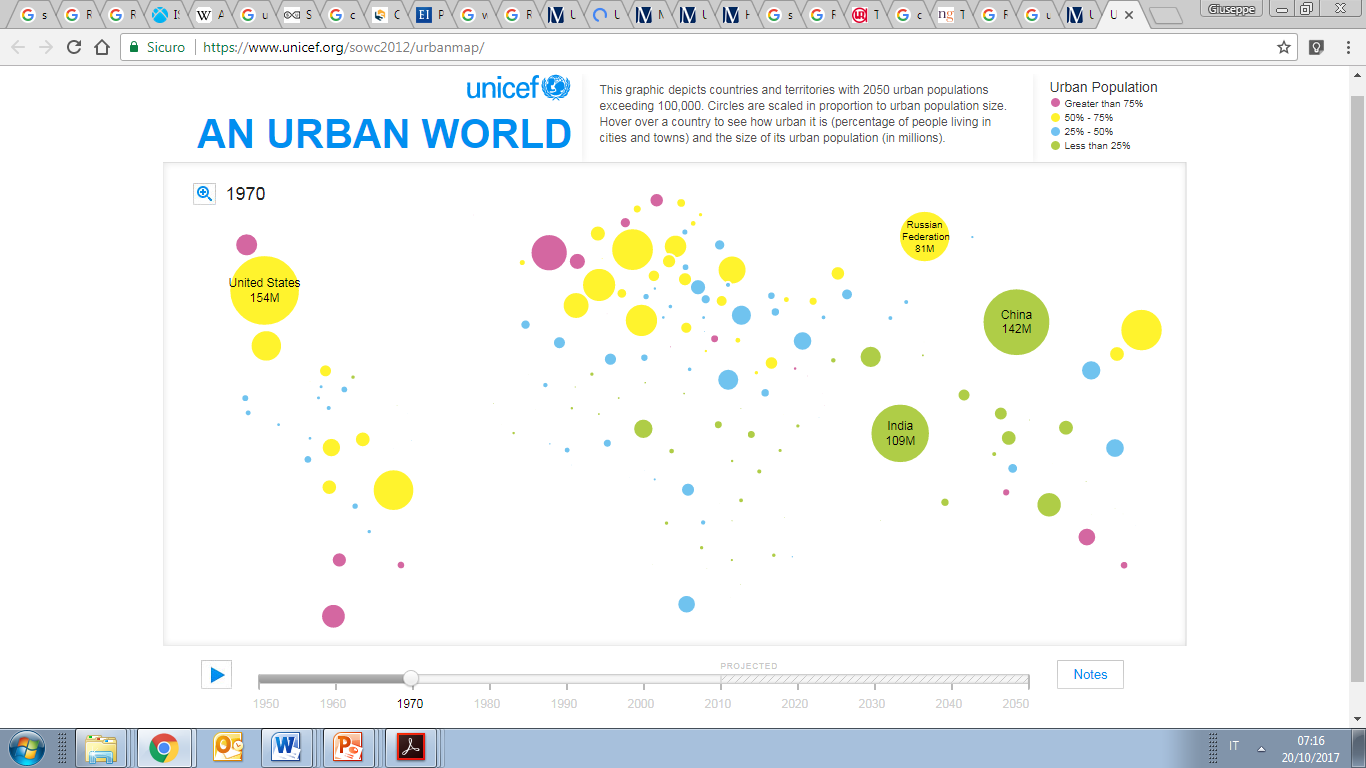 s R R IS W A u S c C EI P w R U U M U H s R T c ng T R u U U Giuseppe
Sicuro https://www.unicef.org/sowc2012/urbanmap/
unicef
AN URBAN WORLD
This graphic depicts countries and territories with 2050 urban populations
exceeding 100,000. Circles are scaled in proportion to urban population size.
Hover over a country to see how urban it is (percentage of people living in
cities and towns) and the size of its urban population (in millions).
Urban Population
Greater than 75%
50% - 75%
25% - 50%
Less than 25%
1970
Russian
Federation
81M
United States
154M
China
142M
India
109M
PROJECTED
Notes
1950 1960 1970 1980 1990 2000 2010 2020 2030 2040 2050
IT
07:16
20/10/2017